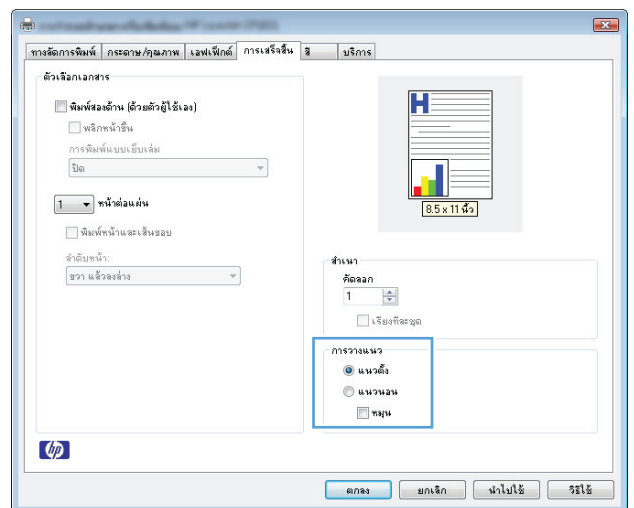 ทางลัดการพิมพ์ กระดาษ/คุณภาพ เอฟเฟ็กต์ การเสร็จสิ้น สี บริการ
ตัวเลือกเอกสาร
พิมพ์สองด้าน (ด้วยตัวผู้ใช้เอง)
พลิกหน้าขึ้น
การพิมพ์แบบเย็บเล่ม
ปิด
1 หน้าต่อแผ่น
พิมพ์หน้าและเส้นขอบ
ลำดับหน้า:
ขวา แล้วลงล่าง
H
8.5 x 11 นิ้ว
สำเนา
คัดลอก
1
เรียงทีละชุด
การวางแนว
แนวตั้ง
แนวนอน
หมุน
hp
ตกลง ยกเลิก นำไปใช้ วิธีใช้